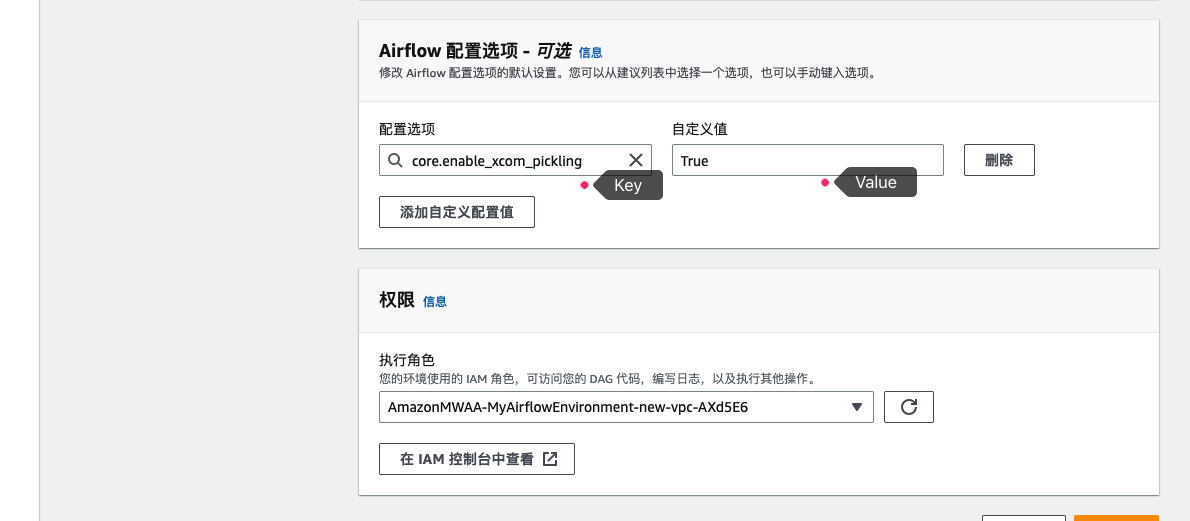 Airflow 配置选项 - 可选 信息
修改 Airflow 配置选项的默认设置。您可以从建议列表中选择一个选项，也可以手动键入选项。
配置选项 自定义值
core.enable_xcom_pickling True 删除
Key Value
添加自定义配置值
权限 信息
执行角色
您的环境使用的 IAM 角色，可访问您的 DAG 代码，编写日志，以及执行其他操作。
AmazonMWAA-MyAirflowEnvironment-new-vpc-AXd5E6
在 IAM 控制台中查看